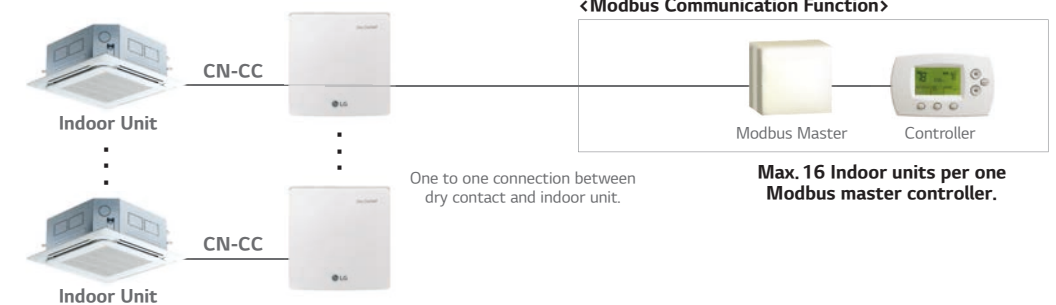 <Modbus Communication Function>
CN-CC
LG
Indoor Unit
Modbus Master
Controller
One to one connection between
dry contact and indoor unit.
Max. 16 Indoor units per one
Modbus master controller.
CN-CC
LG
Indoor Unit